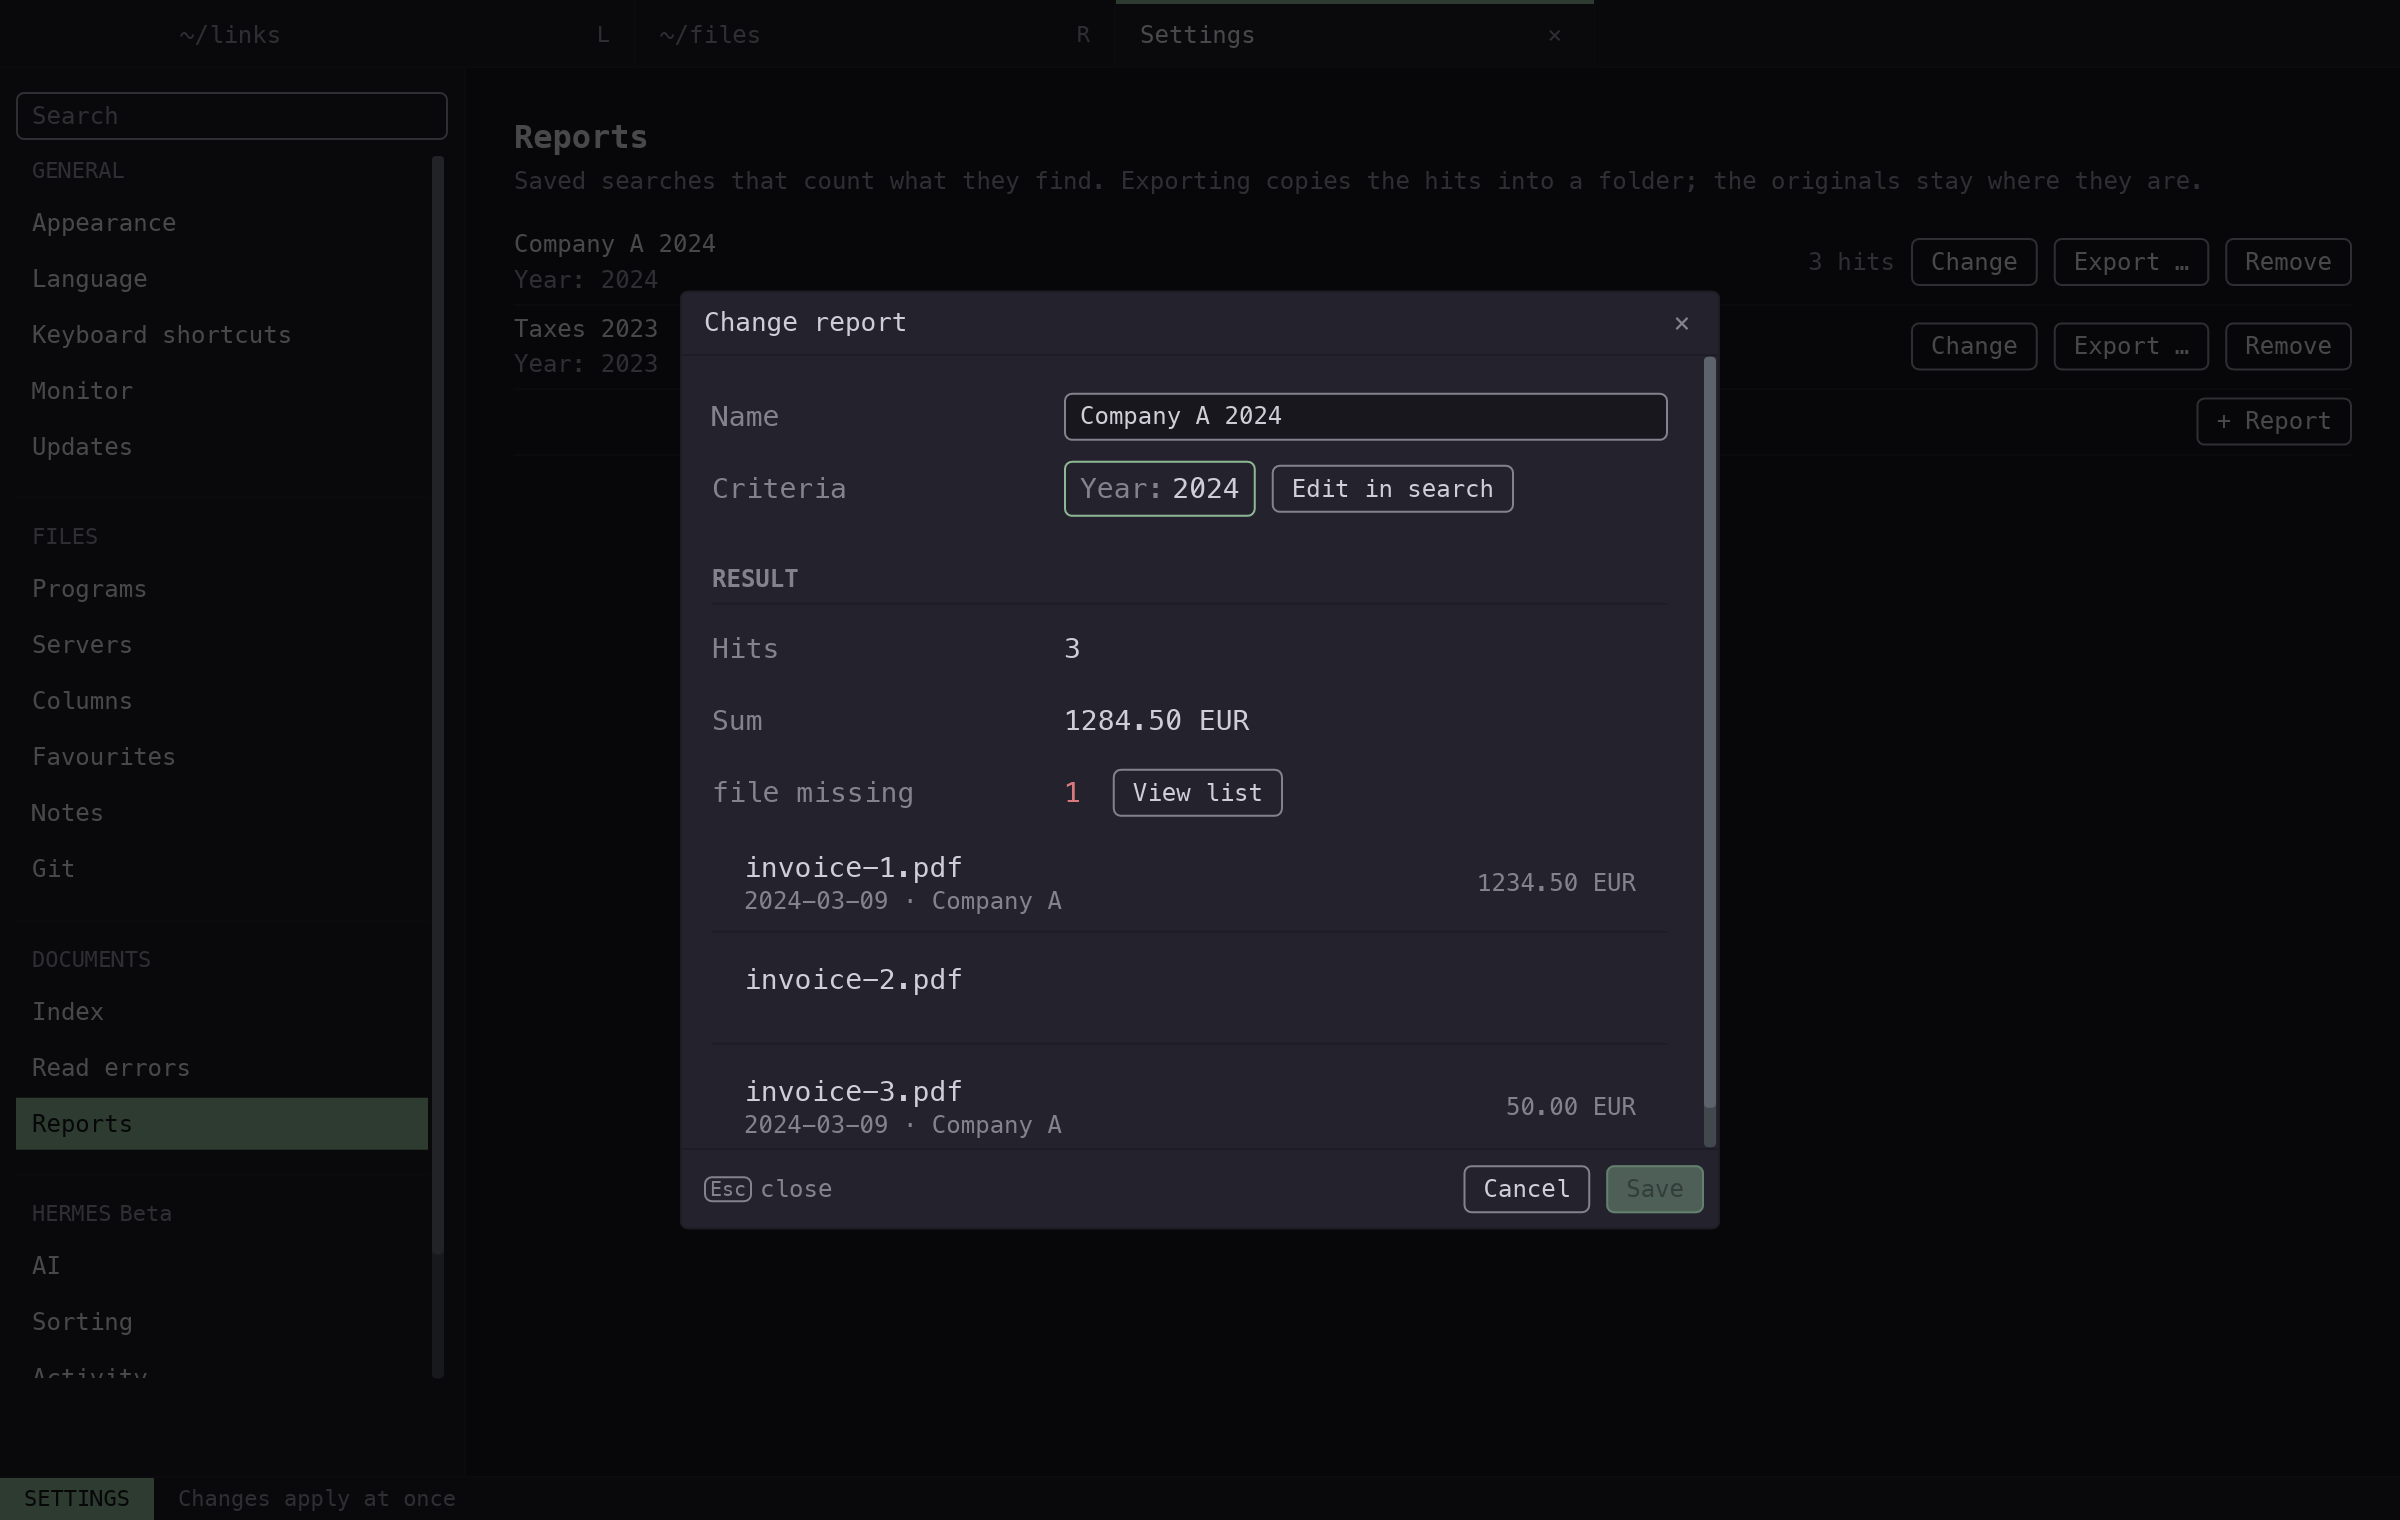 ~/links L ~/files R Settings ×
Search
GENERAL
Appearance
Language
Keyboard shortcuts
Monitor
Updates
FILES
Programs
Servers
Columns
Favourites
Notes
Git
DOCUMENTS
Index
Read errors
Reports
HERMES Beta
AI
Sorting
Activity
Reports
Saved searches that count what they find. Exporting copies the hits into a folder; the originals stay where they are.
Company A 2024
Year: 2024
3 hits Change Export … Remove
Taxes 2023
Year: 2023
Change Export … Remove
+ Report
Change report ×
Name Company A 2024
Criteria Year: 2024 Edit in search
RESULT
Hits 3
Sum 1284.50 EUR
file missing 1 View list
invoice-1.pdf
2024-03-09 · Company A
1234.50 EUR
invoice-2.pdf
invoice-3.pdf
2024-03-09 · Company A
50.00 EUR
Esc close Cancel Save
SETTINGS Changes apply at once